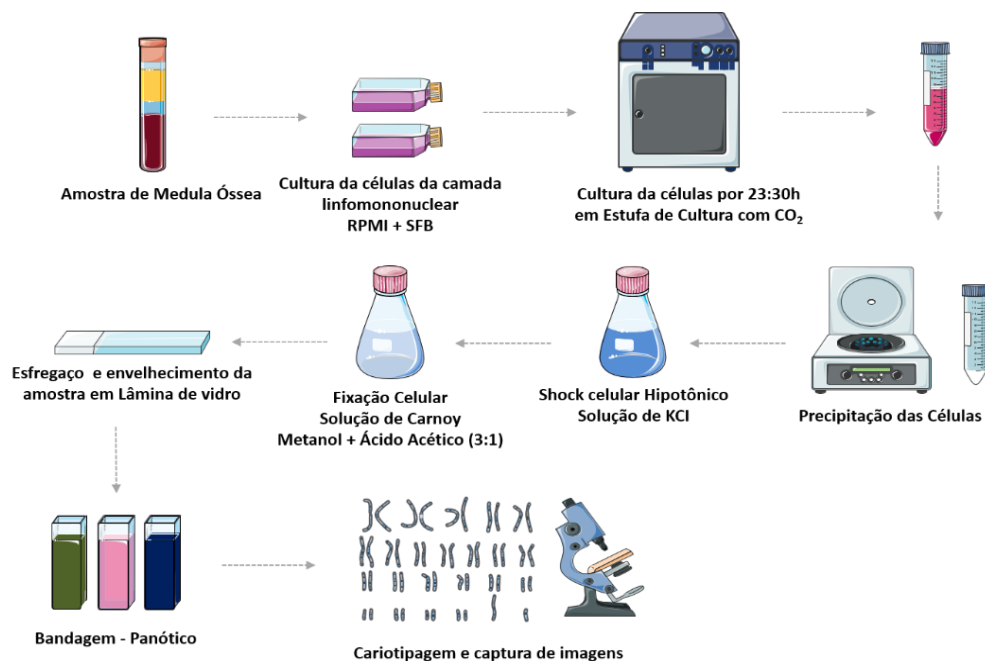 Amostra de Medula Óssea
Cultura da células da camada
linfomononuclear
RPMI + SFB
Cultura da células por 23:30h
em Estufa de Cultura com CO₂
Esfregaço e envelhecimento da
amostra em Lâmina de vidro
Fixação Celular
Solução de Carnoy
Metanol + Ácido Acético (3:1)
Shock celular Hipotônico
Solução de KCl
Precipitação das Células
Bandagem - Panótico
Cariotipagem e captura de imagens